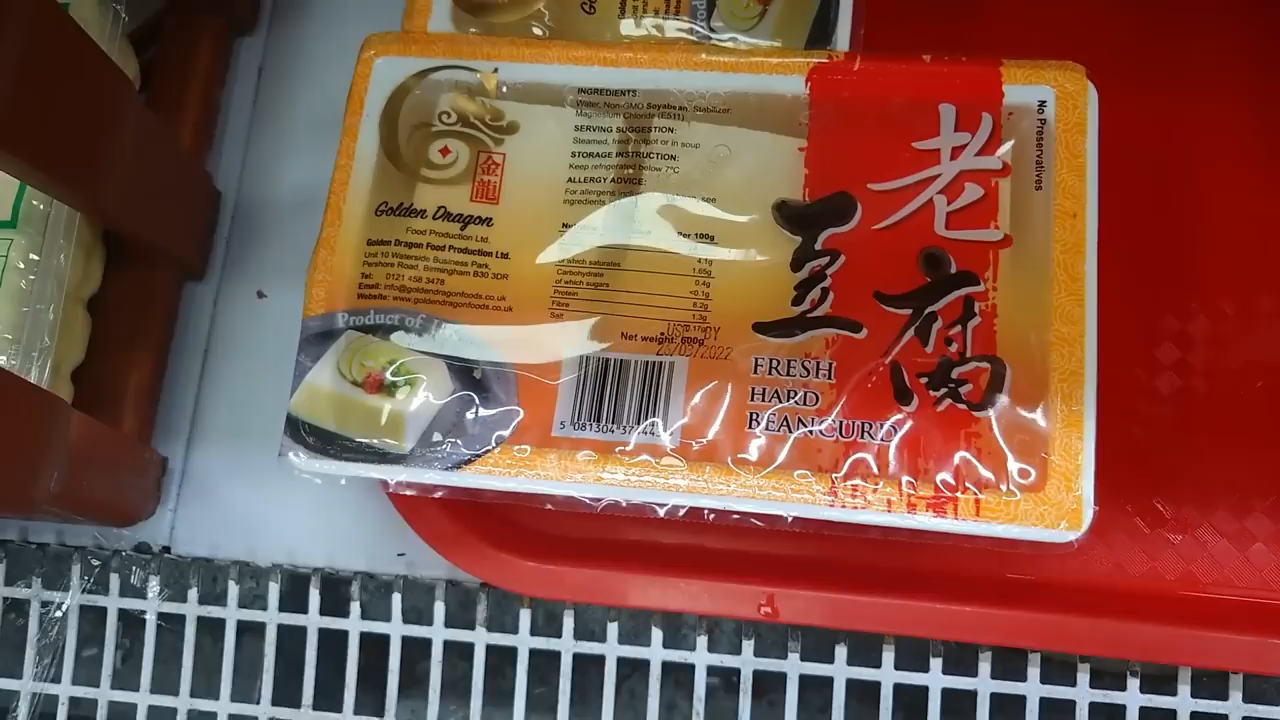 金龍
Golden Dragon
Food Production Ltd.
Golden Dragon Food Production Ltd.
Unit 10 Waterside Business Park,
Pershore Road, Birmingham B30 3DR
Tel: 0121 458 3478
Email: info@goldendragonfoods.co.uk
Website: www.goldendragonfoods.co.uk
Product of
INGREDIENTS:
Water, Non-GMO Soyabean, Stabilizer:
Magnesium Chloride (E511)
SERVING SUGGESTION:
Steamed, fried, hotpot or in soup
STORAGE INSTRUCTION:
Keep refrigerated below 7°C
ALLERGY ADVICE:
For allergens, see
ingredients
Per 100g
of which saturates
4.1g
Carbohydrate 1.65g
of which sugars 0.4g
Protein <0.1g
Fibre 8.2g
Salt 1.3g
Net weight: 600g
USE BY
5 081304
老
豆腐
FRESH
HARD
BEANCURD
No Preservatives